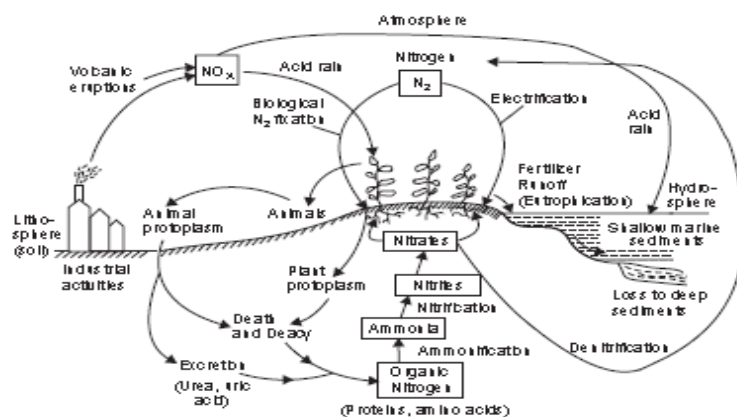 Atmosphere
Volcanic
eruptions
NOx
Acid rain
Nitrogen
N2
Biological
N2 fixation
Electrification
Acid
rain
Fertilizer
Runoff
(Eutrophication)
Hydro-
sphere
Litho-
sphere
(soil)
Animal
protoplasm
Animals
Nitrates
Shallow marine
sediments
Industrial
activities
Plant
protoplasm
Nitrites
Nitrification
Loss to deep
sediments
Death
and Deacy
Ammonia
Ammonification
Denitrification
Excretion
(Urea, uric
acid)
Organic
Nitrogen
(Proteins, amino acids)